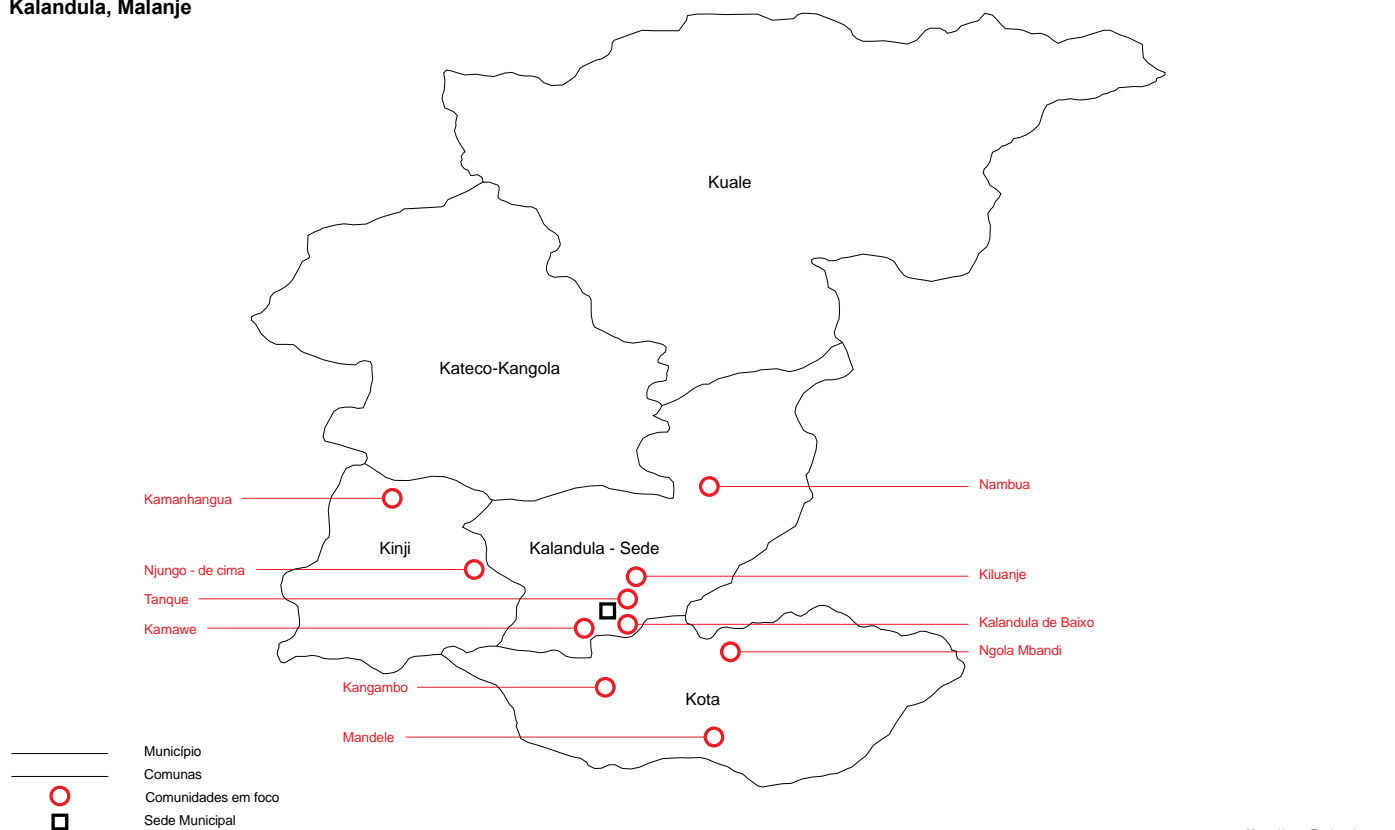 Kalandula, Malanje
Kuale
Kateco-Kangola
Nambua
Kamanhangua
Kinji
Kalandula - Sede
Njungo - de cima
Kiluanje
Tanque
Kalandula de Baixo
Kamawe
Ngola Mbandi
Kangambo
Kota
Mandele
Município
Comunas
Comunidades em foco
Sede Municipal